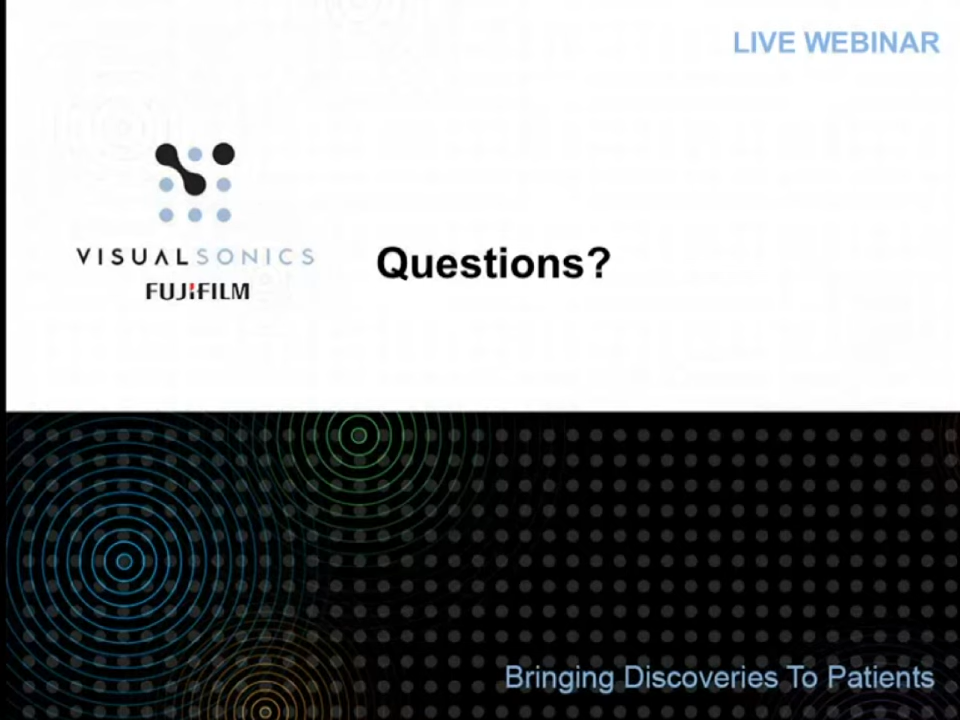 LIVE WEBINAR
VISUALSONICS
FUJIFILM
Questions?
Bringing Discoveries To Patients